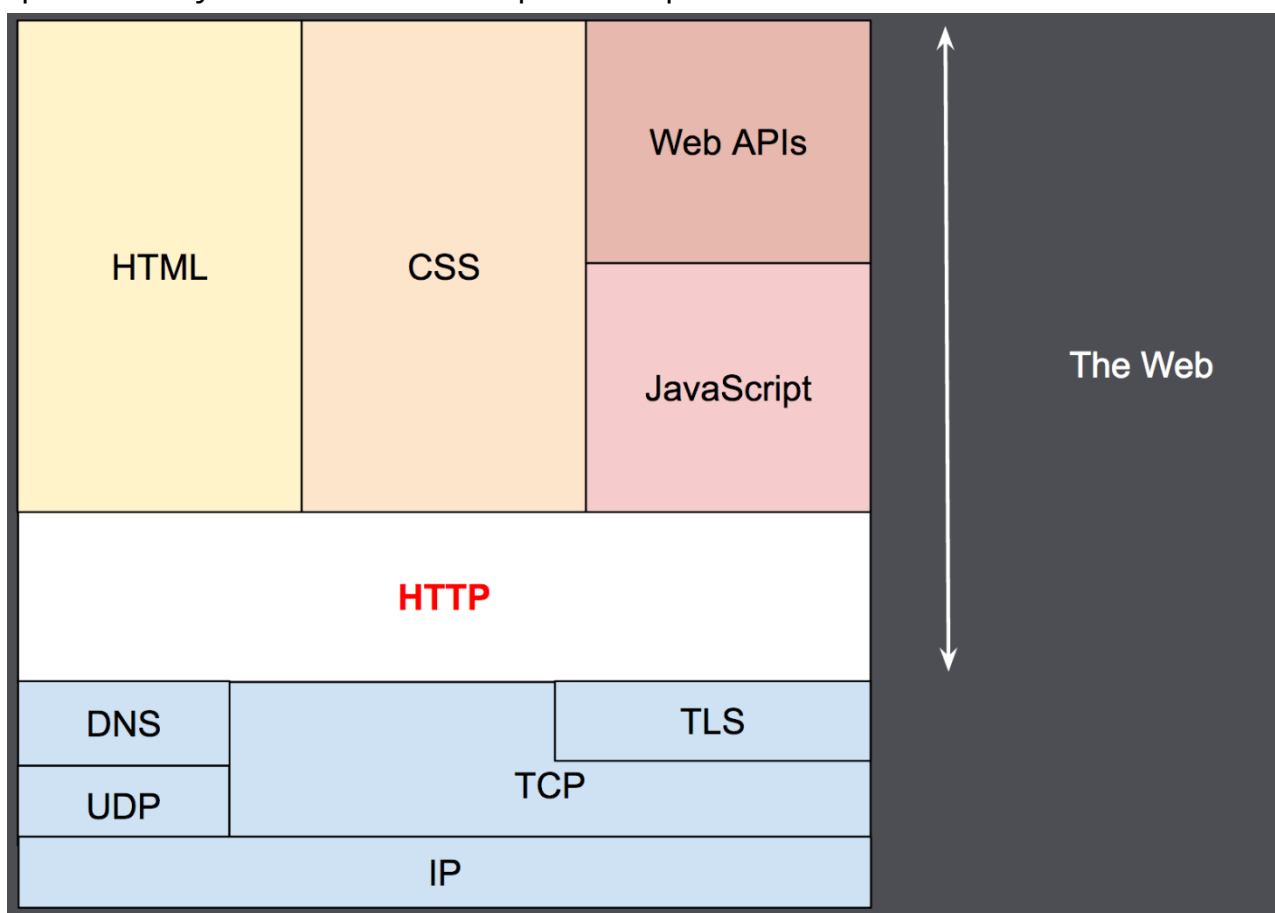 Web APIs
HTML
CSS
JavaScript
The Web
HTTP
DNS
TLS
TCP
UDP
IP